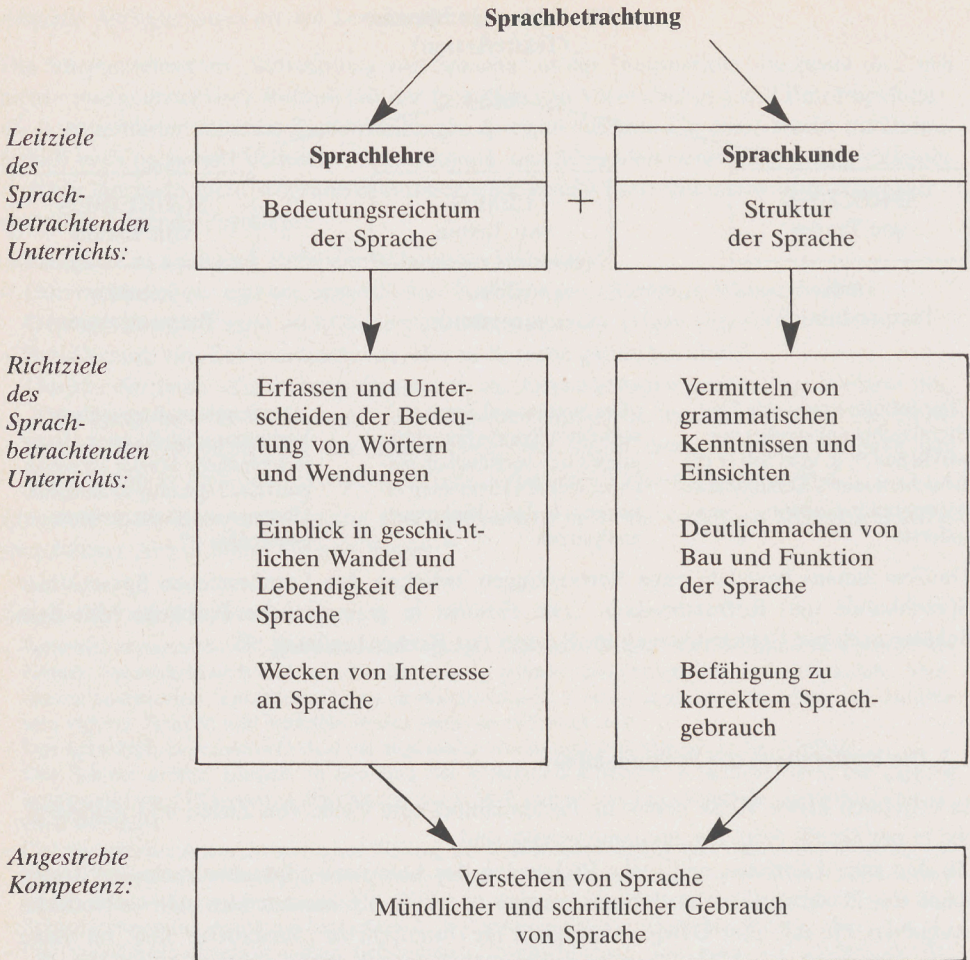 Sprachbetrachtung
Leitziele
des
Sprach-
betrachtenden
Unterrichts:
Sprachlehre
Bedeutungsreichtum
der Sprache
+
Sprachkunde
Struktur
der Sprache
Richtziele
des
Sprach-
betrachtenden
Unterrichts:
Erfassen und Unter-
scheiden der Bedeu-
tung von Wörtern
und Wendungen
Einblick in geschicht-
lichen Wandel und
Lebendigkeit der
Sprache
Wecken von Interesse
an Sprache
Vermitteln von
grammatischen
Kenntnissen und
Einsichten
Deutlichmachen von
Bau und Funktion
der Sprache
Befähigung zu
korrektem Sprach-
gebrauch
Angestrebte
Kompetenz:
Verstehen von Sprache
Mündlicher und schriftlicher Gebrauch
von Sprache